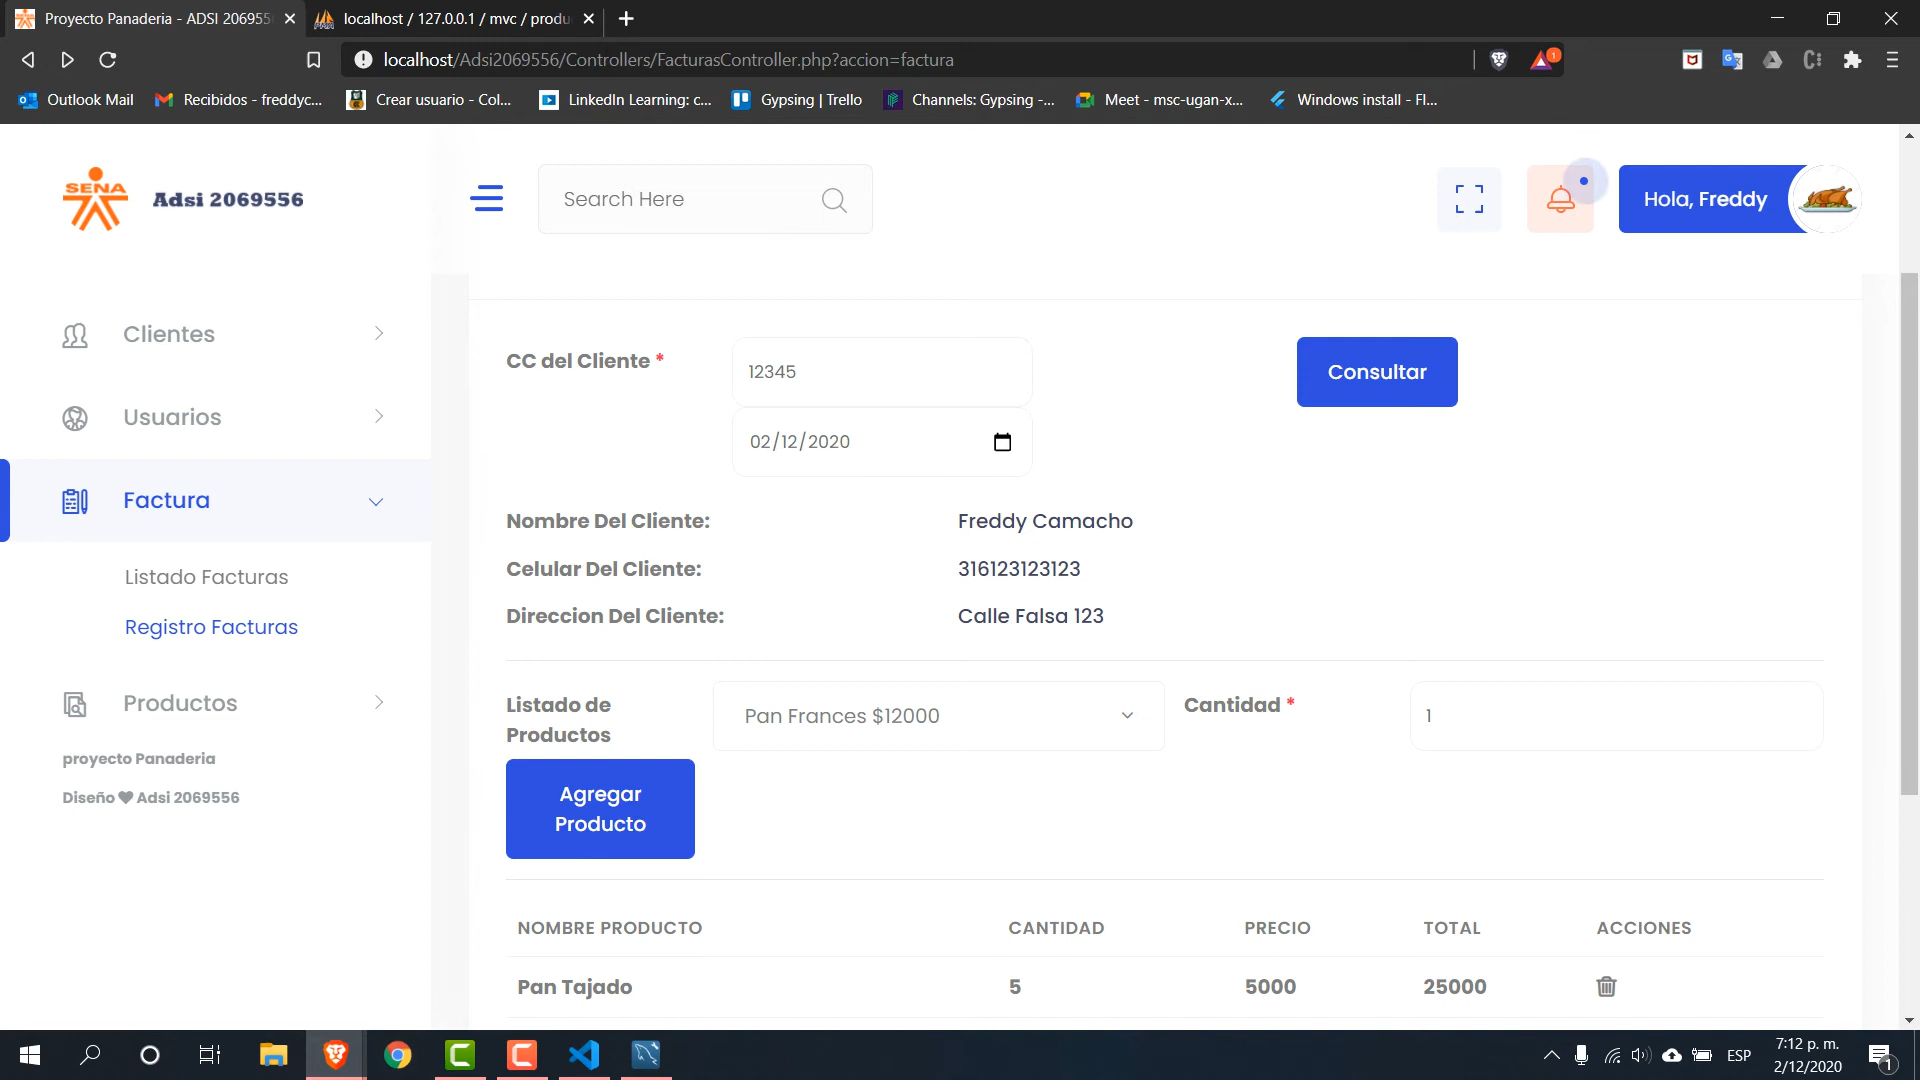 Proyecto Panaderia - ADSI 206955
localhost / 127.0.0.1 / mvc / produ
localhost/Adsi2069556/Controllers/FacturasController.php?accion=factura
1
Outlook Mail
Recibidos - freddyc...
Crear usuario - Col...
LinkedIn Learning: c...
Gypsing | Trello
Channels: Gypsing -...
Meet - msc-ugan-x...
Windows install - Fl...
SENA
Adsi 2069556
Search Here
Hola, Freddy
Clientes
Usuarios
Factura
Listado Facturas
Registro Facturas
Productos
proyecto Panaderia
Diseño ♥ Adsi 2069556
CC del Cliente *
12345
Consultar
02/12/2020
Nombre Del Cliente:
Freddy Camacho
Celular Del Cliente:
316123123123
Direccion Del Cliente:
Calle Falsa 123
Listado de
Productos
Pan Frances $12000
Cantidad *
1
Agregar
Producto
NOMBRE PRODUCTO CANTIDAD PRECIO TOTAL ACCIONES
Pan Tajado 5 5000 25000
ESP
7:12 p. m.
2/12/2020
1